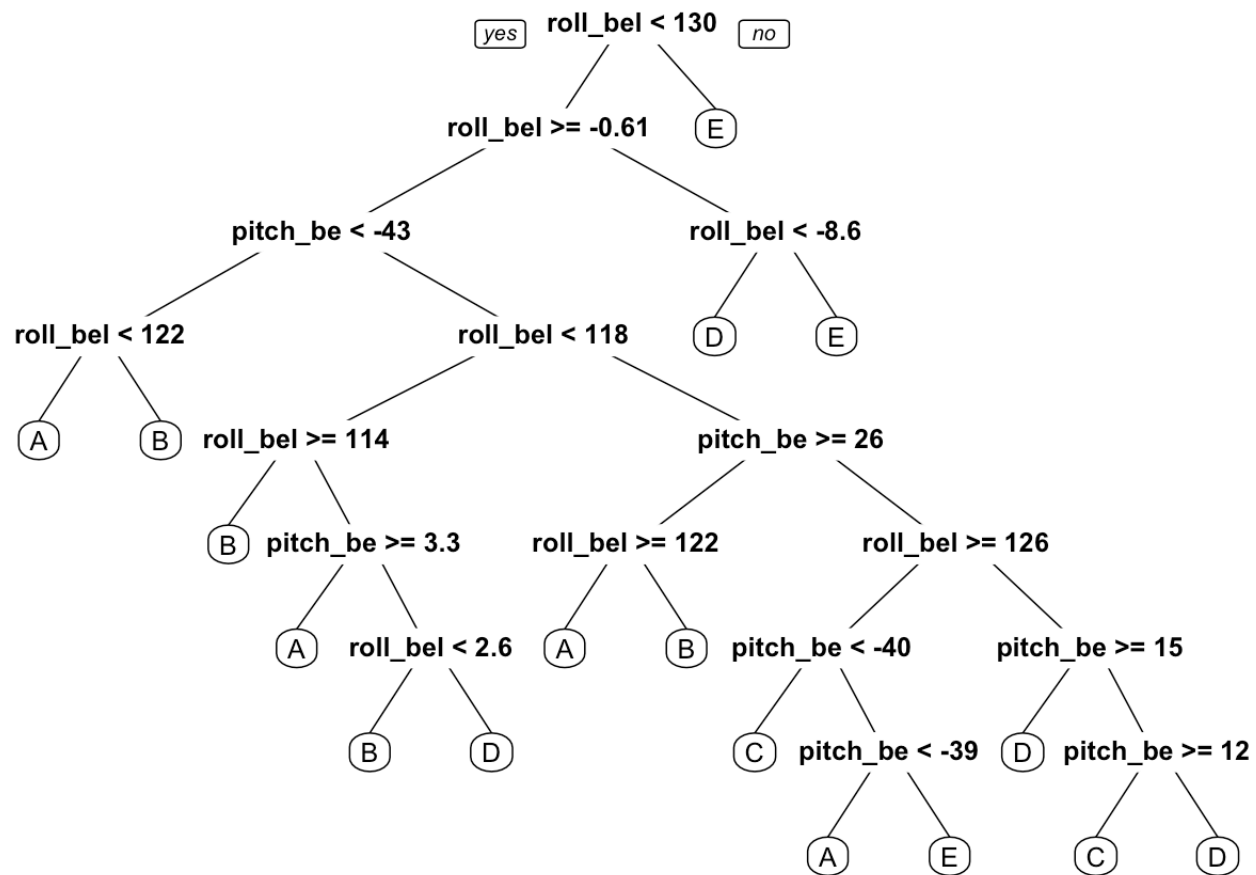 yes roll_bel < 130 no
roll_bel >= -0.61 E
pitch_be < -43 roll_bel < -8.6
roll_bel < 122 roll_bel < 118 D E
A B roll_bel >= 114 pitch_be >= 26
B pitch_be >= 3.3 roll_bel >= 122 roll_bel >= 126
A roll_bel < 2.6 A B pitch_be < -40 pitch_be >= 15
B D C pitch_be < -39 D pitch_be >= 12
A E C D